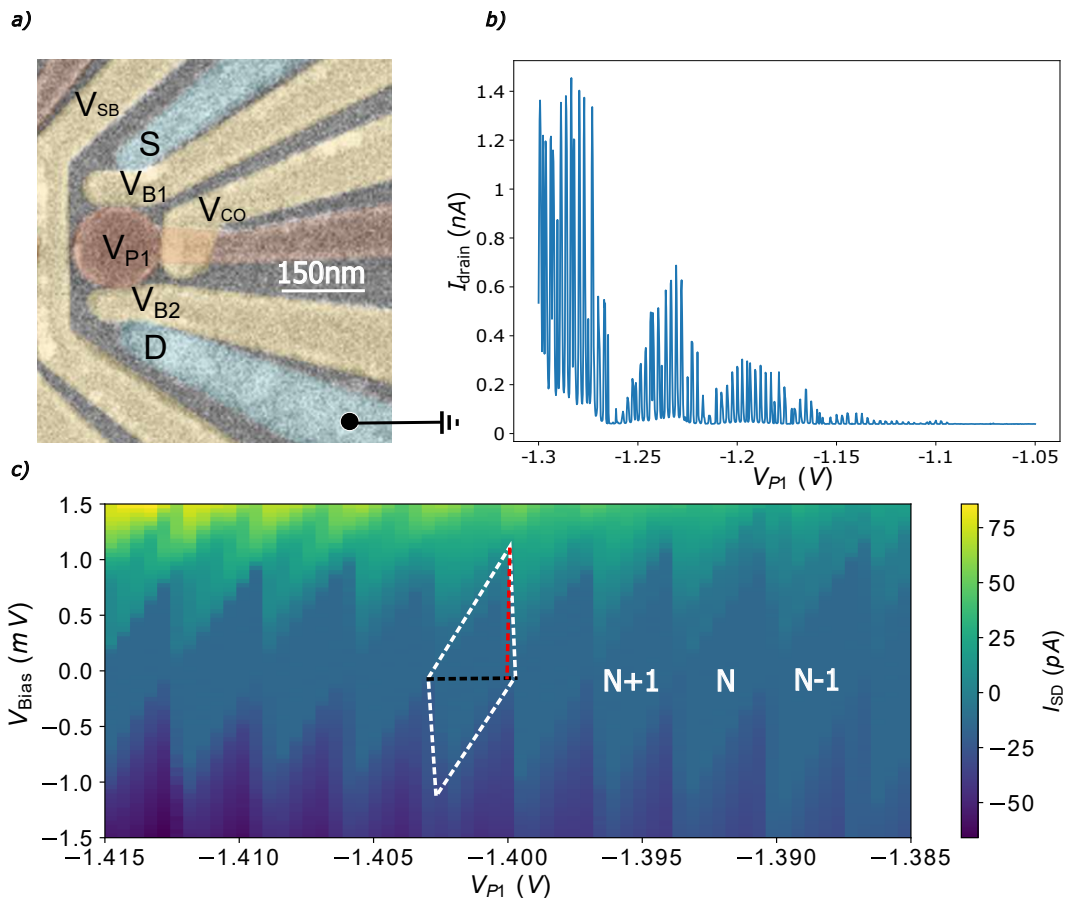 a)
V_SB
S
V_B1
V_CO
V_P1
150nm
V_B2
D
b)
I_drain (nA)
1.4
1.2
1
0.8
0.6
0.4
0.2
0
-1.3
-1.25
-1.2
-1.15
-1.1
-1.05
V_P1 (V)
c)
V_Bias (mV)
1.5
1.0
0.5
0.0
−0.5
−1.0
−1.5
N+1
N
N-1
−1.415
−1.410
−1.405
−1.400
−1.395
−1.390
−1.385
V_P1 (V)
75
50
25
0
−25
−50
I_SD (pA)